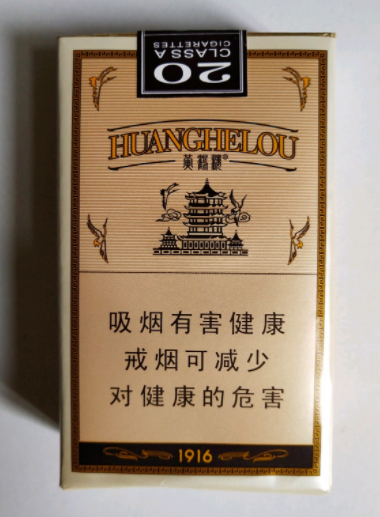 20
CLASS A
CIGARETTES
HUANGHELOU
黄鹤楼®
吸烟有害健康
戒烟可减少
对健康的危害
1916